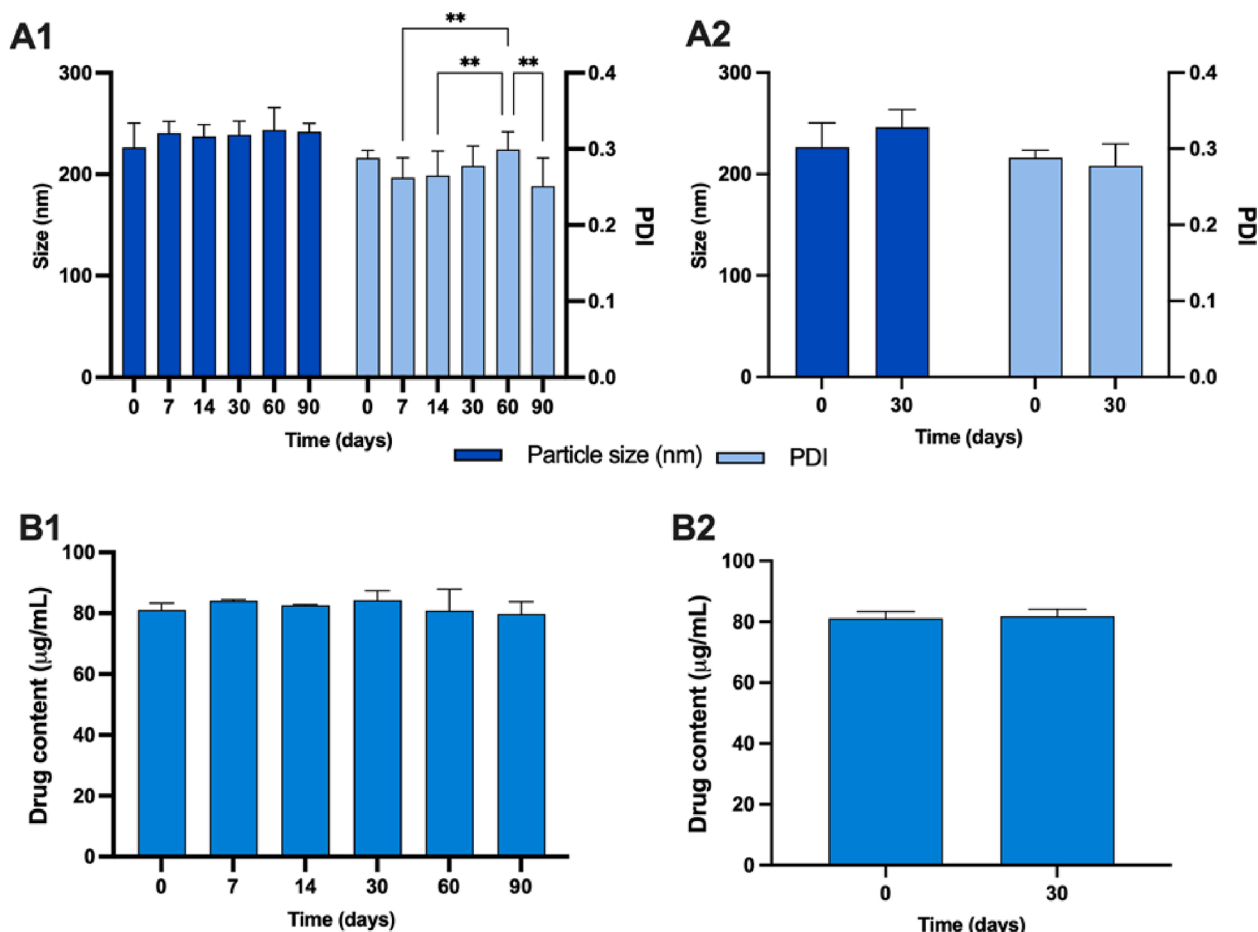 A1
A2
** ** **
300
200
100
0
Size (nm)
0.4
0.3
0.2
0.1
0.0
PDI
0 7 14 30 60 90 0 7 14 30 60 90
Time (days)
300
200
100
0
Size (nm)
0.4
0.3
0.2
0.1
0.0
PDI
0 30 0 30
Time (days)
Particle size (nm) PDI
B1
B2
100
80
60
40
20
0
Drug content (µg/mL)
0 7 14 30 60 90
Time (days)
100
80
60
40
20
0
Drug content (µg/mL)
0 30
Time (days)